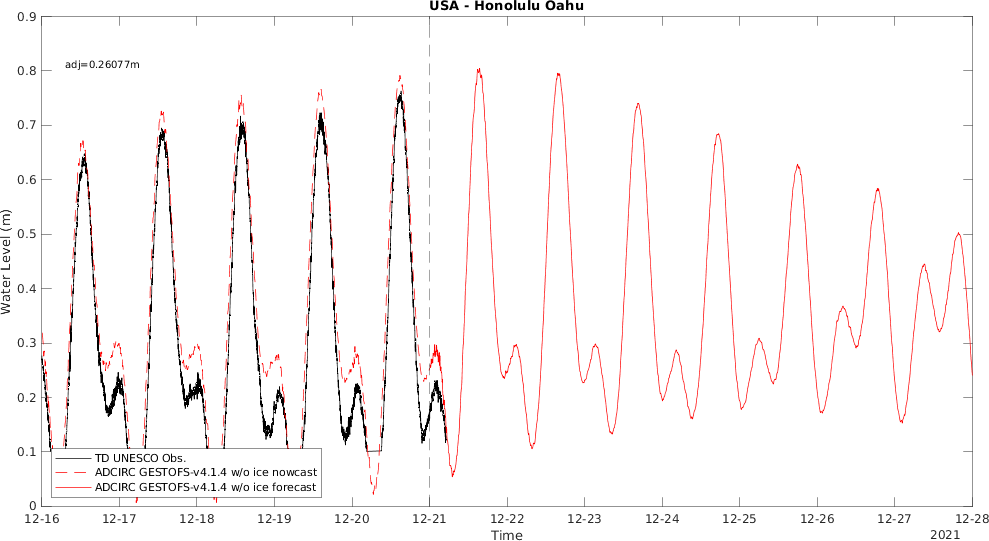 USA - Honolulu Oahu
0.9
0.8
0.7
0.6
0.5
0.4
0.3
0.2
0.1
0
Water Level (m)
adj=0.26077m
TD UNESCO Obs.
ADCIRC GESTOFS-v4.1.4 w/o ice nowcast
ADCIRC GESTOFS-v4.1.4 w/o ice forecast
12-16 12-17 12-18 12-19 12-20 12-21 12-22 12-23 12-24 12-25 12-26 12-27 12-28
Time
2021